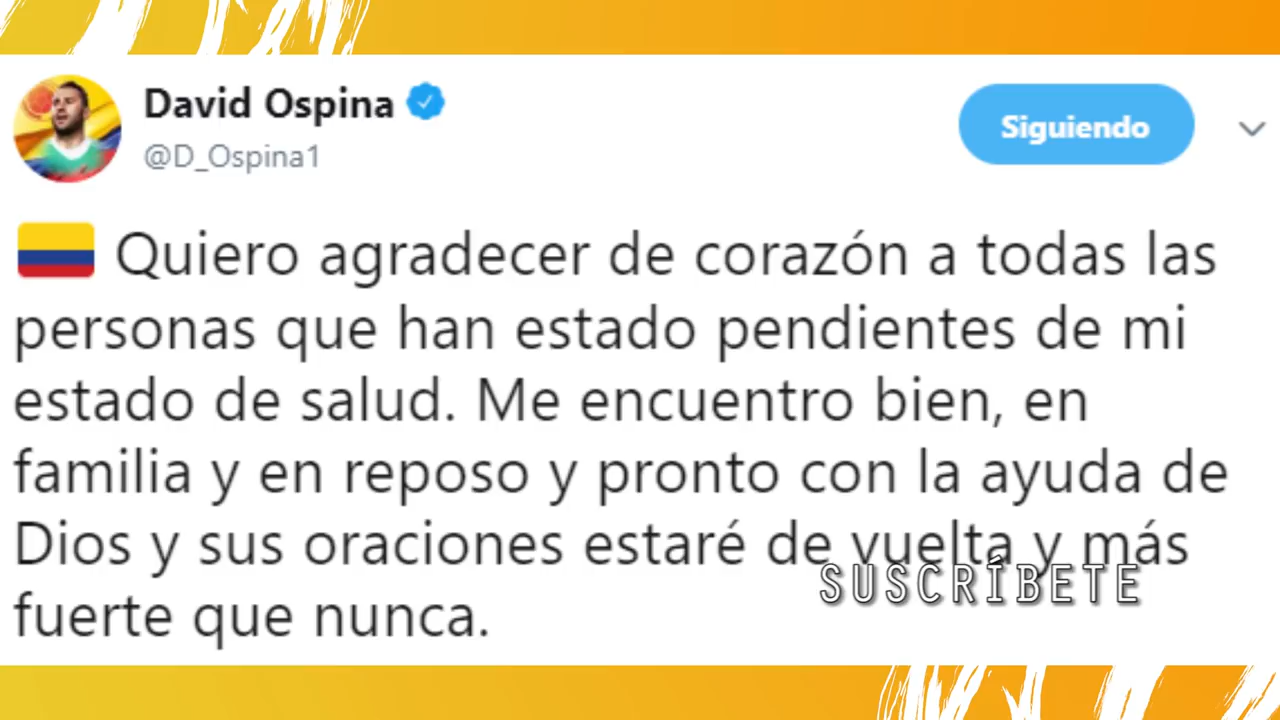 David Ospina
@D_Ospina1
Siguiendo
Quiero agradecer de corazón a todas las
personas que han estado pendientes de mi
estado de salud. Me encuentro bien, en
familia y en reposo y pronto con la ayuda de
Dios y sus oraciones estaré de vuelta y más
fuerte que nunca.
SUSCRÍBETE